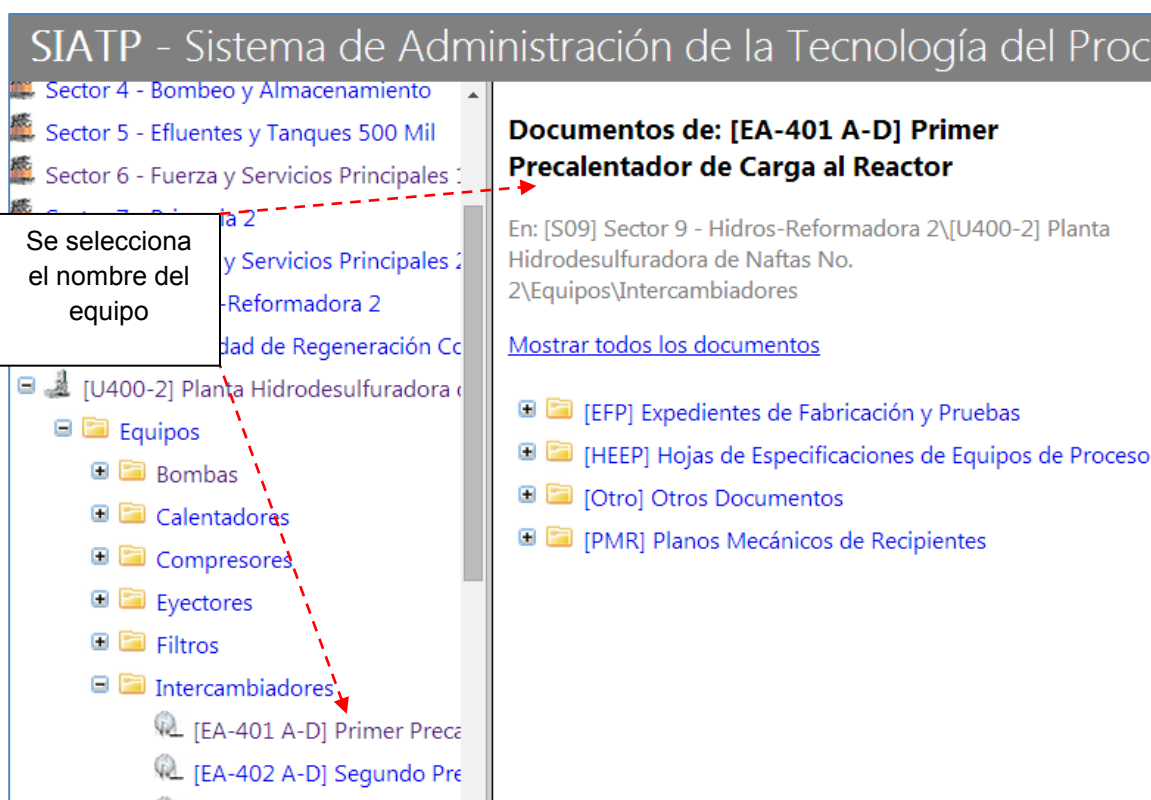 SIATP - Sistema de Administración de la Tecnología del Proc
Sector 4 - Bombeo y Almacenamiento
Sector 5 - Efluentes y Tanques 500 Mil
Sector 6 - Fuerza y Servicios Principales
ia 2
y Servicios Principales 2
-Reformadora 2
dad de Regeneración Co
Se selecciona
el nombre del
equipo
[U400-2] Planta Hidrodesulfuradora
Equipos
Bombas
Calentadores
Compresores
Eyectores
Filtros
Intercambiadores
[EA-401 A-D] Primer Preca
[EA-402 A-D] Segundo Pre
Documentos de: [EA-401 A-D] Primer
Precalentador de Carga al Reactor
En: [S09] Sector 9 - Hidros-Reformadora 2\[U400-2] Planta
Hidrodesulfuradora de Naftas No.
2\Equipos\Intercambiadores
Mostrar todos los documentos
[EFP] Expedientes de Fabricación y Pruebas
[HEEP] Hojas de Especificaciones de Equipos de Proceso
[Otro] Otros Documentos
[PMR] Planos Mecánicos de Recipientes